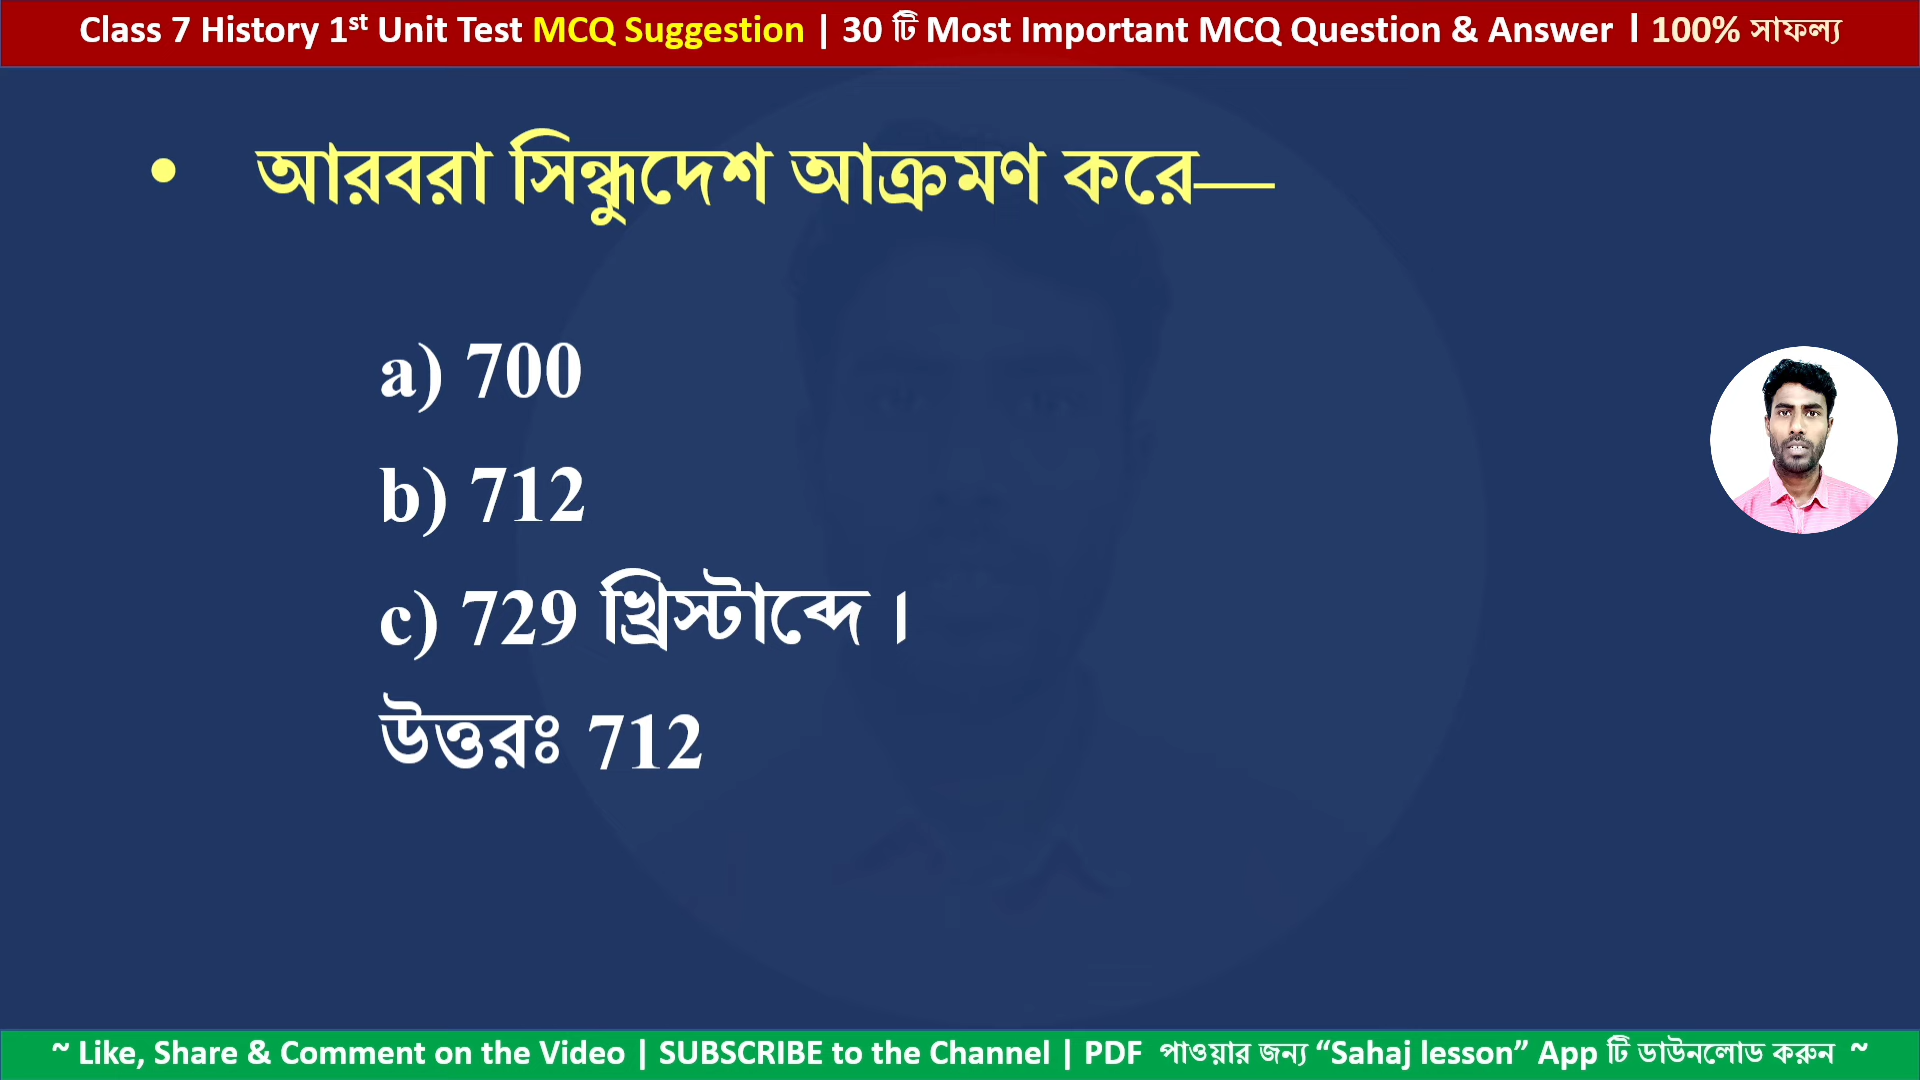 Class 7 History 1st Unit Test MCQ Suggestion | 30 টি Most Important MCQ Question & Answer । 100% সাফল্য
• আরবরা সিন্ধুদেশ আক্রমণ করে—
a) 700
b) 712
c) 729 খ্রিস্টাব্দে ।
উত্তরঃ 712
~ Like, Share & Comment on the Video | SUBSCRIBE to the Channel | PDF পাওয়ার জন্য “Sahaj lesson” App টি ডাউনলোড করুন ~